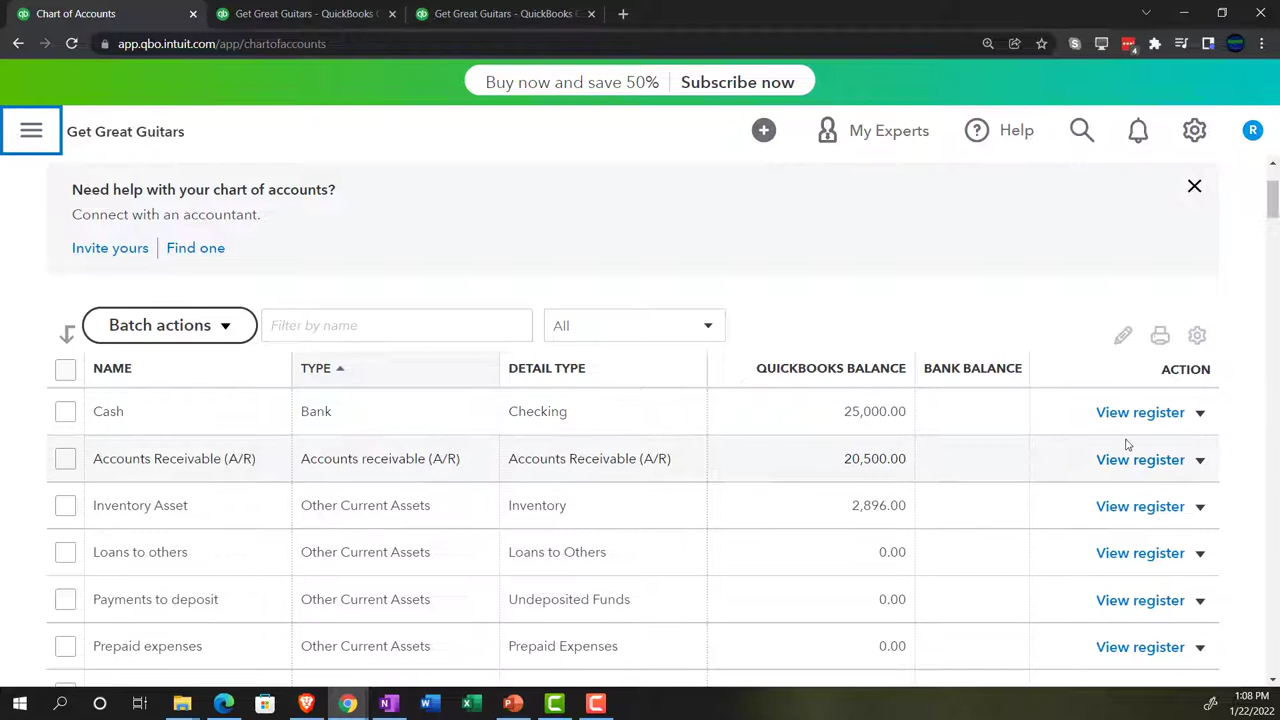 Chart of Accounts
Get Great Guitars - QuickBooks C
Get Great Guitars - QuickBooks C
app.qbo.intuit.com/app/chartofaccounts
4
Buy now and save 50% Subscribe now
Get Great Guitars My Experts Help R
Need help with your chart of accounts?
Connect with an accountant.
Invite yours Find one
Batch actions Filter by name All
NAME TYPE DETAIL TYPE QUICKBOOKS BALANCE BANK BALANCE ACTION
Cash Bank Checking 25,000.00 View register
Accounts Receivable (A/R) Accounts receivable (A/R) Accounts Receivable (A/R) 20,500.00 View register
Inventory Asset Other Current Assets Inventory 2,896.00 View register
Loans to others Other Current Assets Loans to Others 0.00 View register
Payments to deposit Other Current Assets Undeposited Funds 0.00 View register
Prepaid expenses Other Current Assets Prepaid Expenses 0.00 View register
1:08 PM
1/22/2022